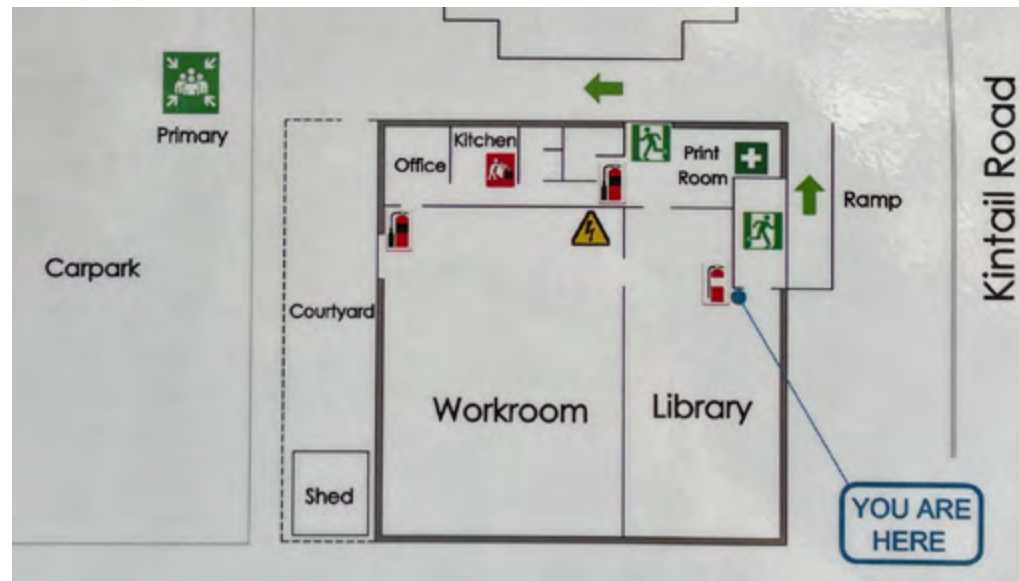 Primary
Kitchen
Office
Print
Room
Ramp
Kintail Road
Carpark
Courtyard
Workroom
Library
Shed
YOU ARE
HERE